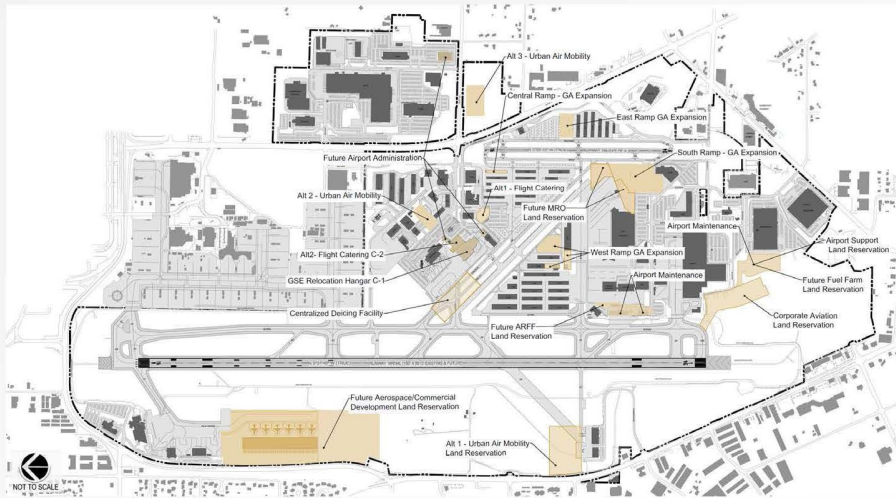 Alt 3 - Urban Air Mobility
Central Ramp - GA Expansion
East Ramp GA Expansion
Future Airport Administration
South Ramp - GA Expansion
Alt1 - Flight Catering
Alt 2 - Urban Air Mobility
Future MRO
Land Reservation
Airport Maintenance
Airport Support
Land Reservation
Alt2- Flight Catering C-2
West Ramp GA Expansion
GSE Relocation Hangar C-1
Airport Maintenance
Future Fuel Farm
Land Reservation
Centralized Deicing Facility
Corporate Aviation
Land Reservation
Future ARFF
Land Reservation
Future Aerospace/Commercial
Development Land Reservation
Alt 1 - Urban Air Mobility
Land Reservation
NOT TO SCALE